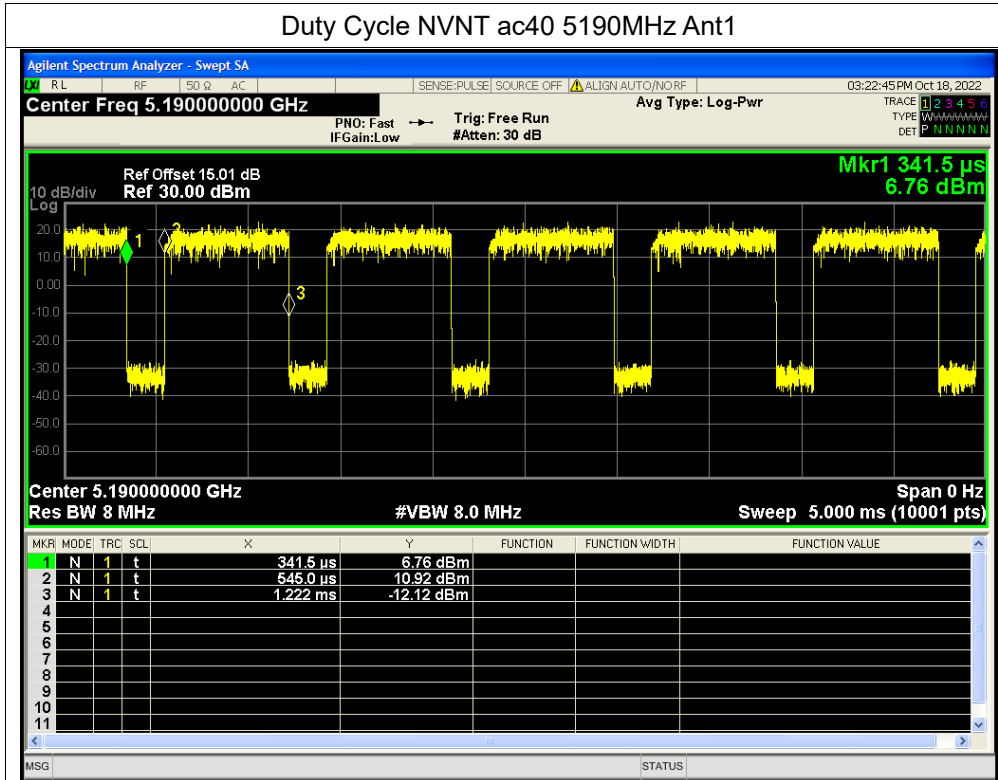 Duty Cycle NVNT ac40 5190MHz Ant1
Agilent Spectrum Analyzer - Swept SA
LXI RL RF 50 Ω AC SENSE:PULSE SOURCE OFF ALIGN AUTO/NO RF 03:22:45 PM Oct 18, 2022
Center Freq 5.190000000 GHz Avg Type: Log-Pwr TRACE 1 2 3 4 5 6
PNO: Fast Trig: Free Run TYPE W
IFGain:Low #Atten: 30 dB DET P N N N N N
Mkr1 341.5 µs
6.76 dBm
Ref Offset 15.01 dB
10 dB/div Ref 30.00 dBm
Log
20.0
10.0
0.00
-10.0
-20.0
-30.0
-40.0
-50.0
-60.0
1
2
3
Center 5.190000000 GHz Span 0 Hz
Res BW 8 MHz #VBW 8.0 MHz Sweep 5.000 ms (10001 pts)
MKR MODE TRC SCL X Y FUNCTION FUNCTION WIDTH FUNCTION VALUE
1 N 1 t 341.5 µs 6.76 dBm
2 N 1 t 545.0 µs 10.92 dBm
3 N 1 t 1.222 ms -12.12 dBm
4
5
6
7
8
9
10
11
MSG STATUS